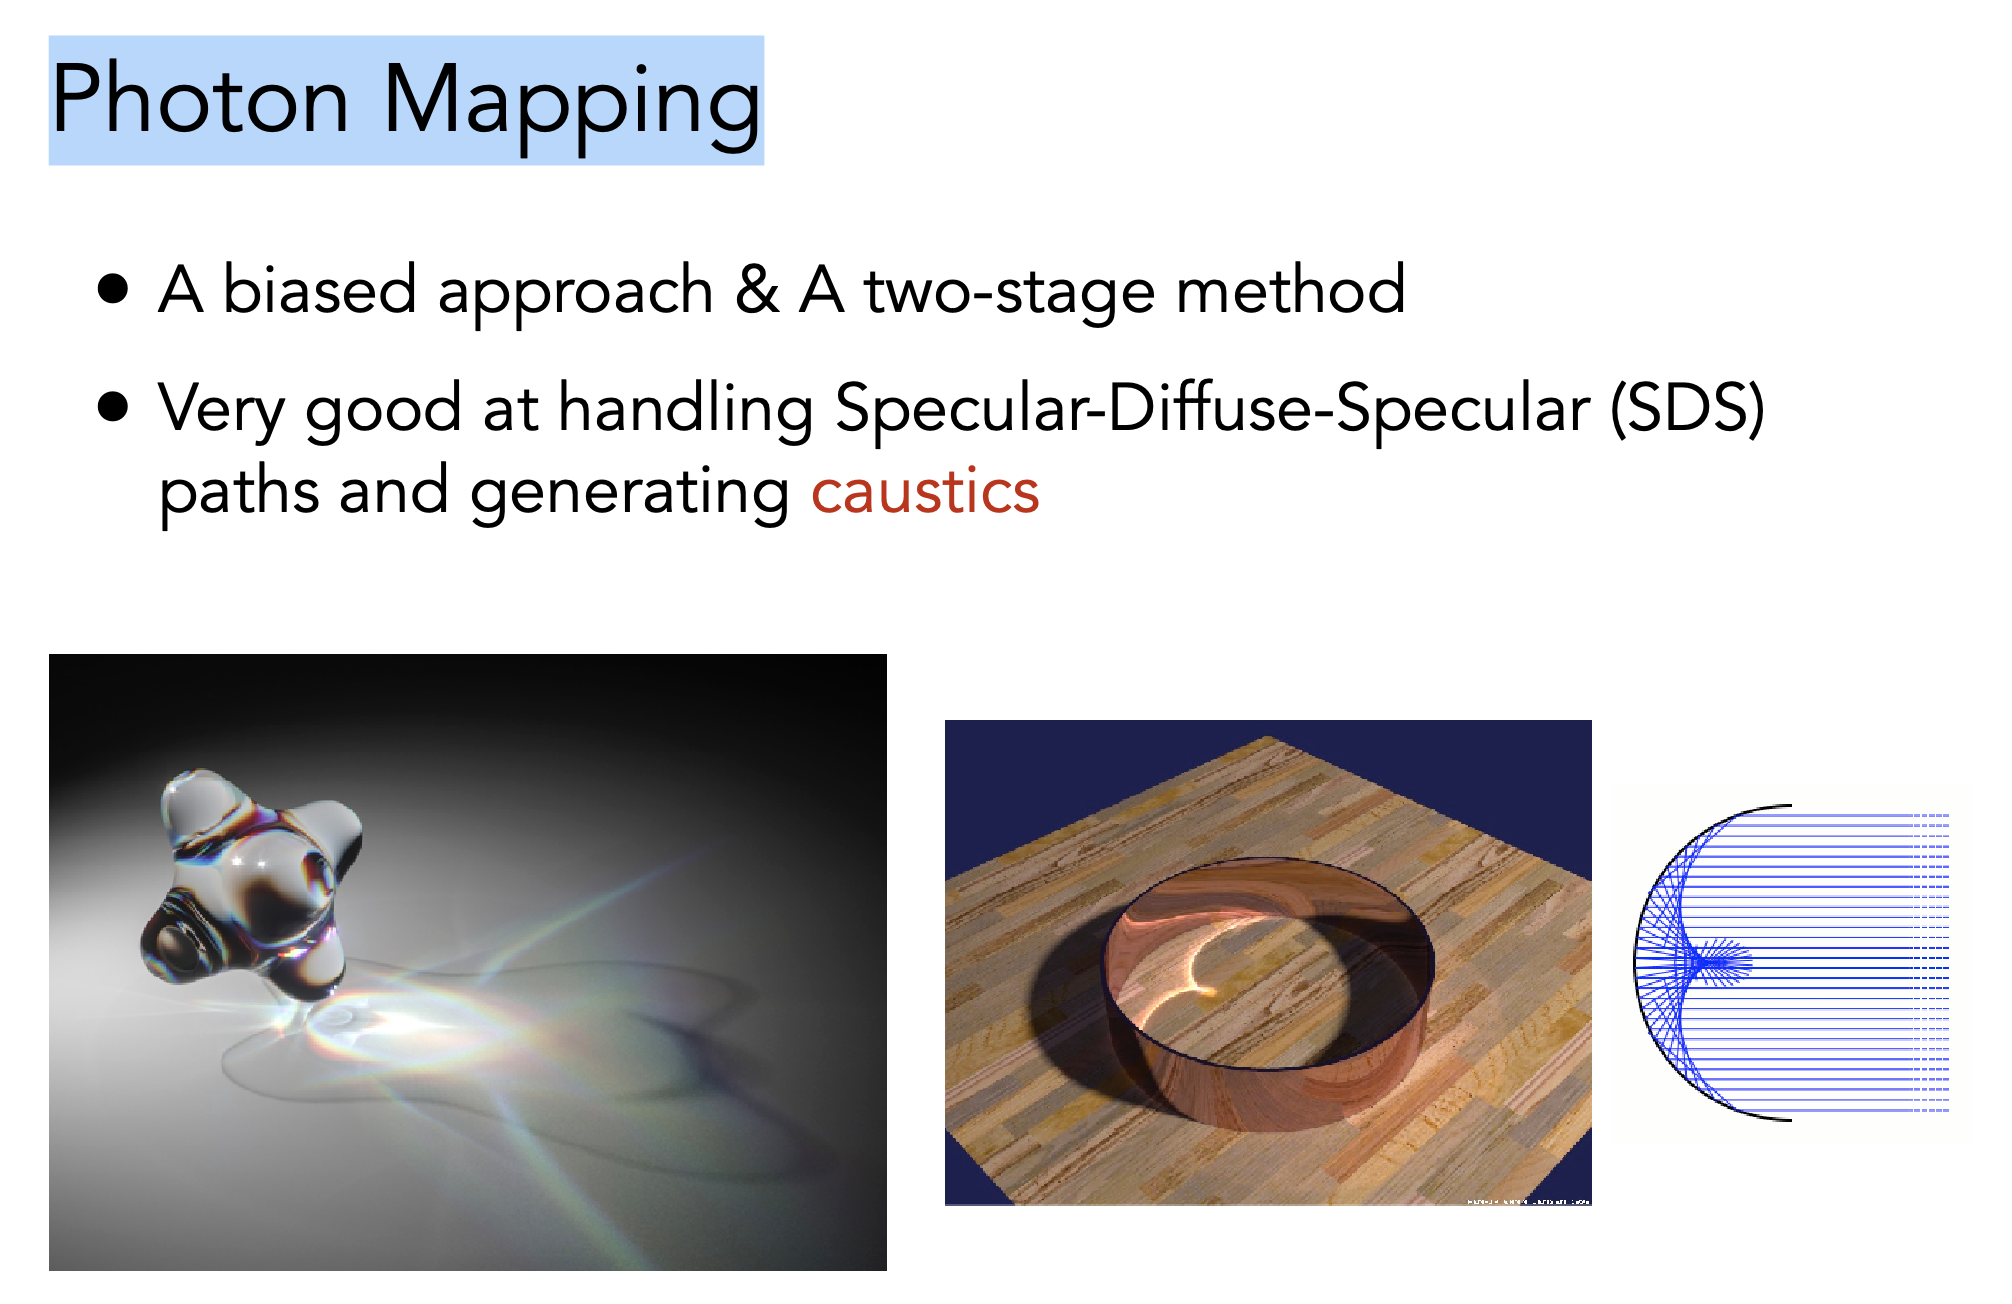 Photon Mapping
• A biased approach & A two-stage method
• Very good at handling Specular-Diffuse-Specular (SDS)
paths and generating caustics